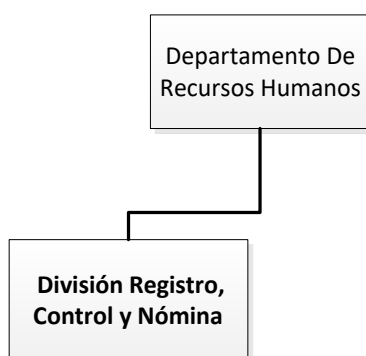 Departamento De
Recursos Humanos
División Registro,
Control y Nómina